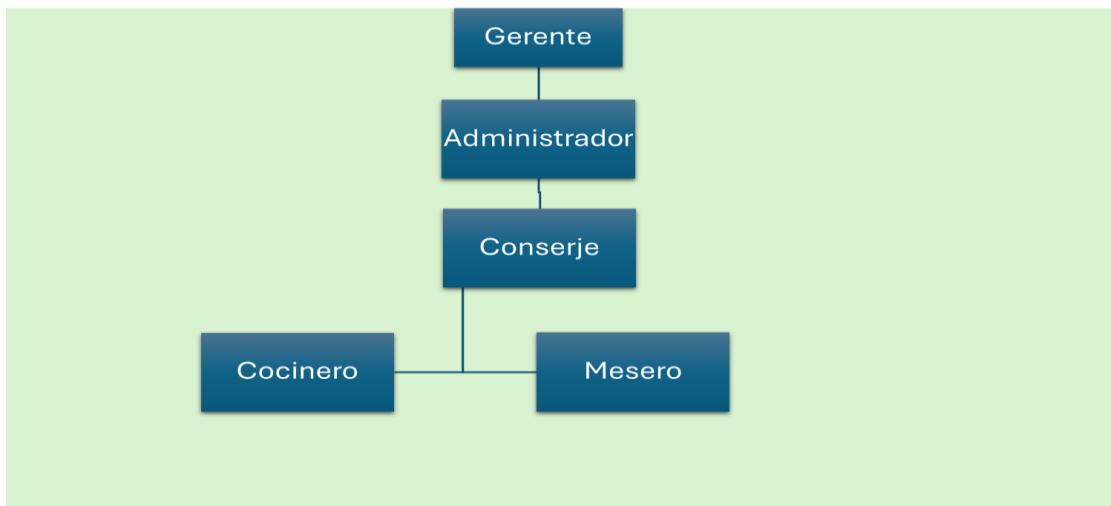 Gerente
Administrador
Conserje
Cocinero
Mesero